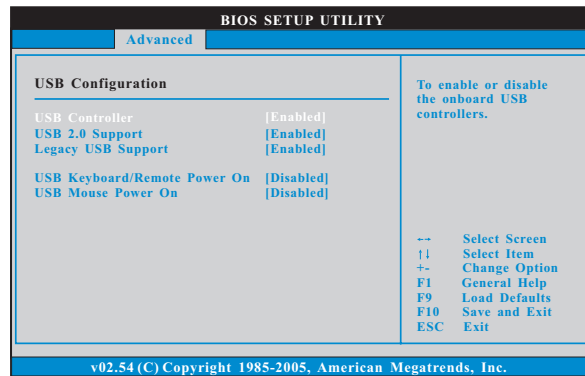 BIOS SETUP UTILITY
Advanced
USB Configuration
USB Controller [Enabled]
USB 2.0 Support [Enabled]
Legacy USB Support [Enabled]
USB Keyboard/Remote Power On [Disabled]
USB Mouse Power On [Disabled]
To enable or disable
the onboard USB
controllers.
←→ Select Screen
↑↓ Select Item
+- Change Option
F1 General Help
F9 Load Defaults
F10 Save and Exit
ESC Exit
v02.54 (C) Copyright 1985-2005, American Megatrends, Inc.